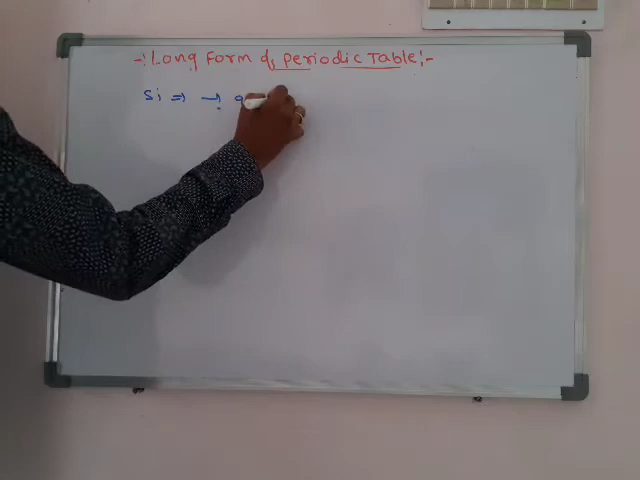 -:Long Form of Periodic Table:-
Si ⇒ →